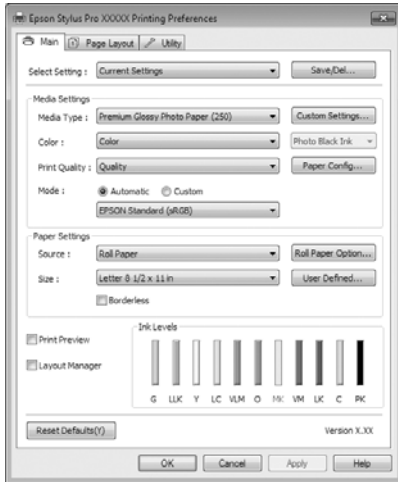 Epson Stylus Pro XXXXX Printing Preferences
Main Page Layout Utility
Select Setting : Current Settings Save/Del...
Media Settings
Media Type : Premium Glossy Photo Paper (250) Custom Settings...
Color : Color Photo Black Ink
Print Quality : Quality Paper Config...
Mode : Automatic Custom
EPSON Standard (sRGB)
Paper Settings
Source : Roll Paper Roll Paper Option...
Size : Letter 8 1/2 x 11 in User Defined...
Borderless
Print Preview
Layout Manager
Ink Levels
G LLK Y LC VLM O MK VM LK C PK
Reset Defaults(Y) Version X.XX
OK Cancel Apply Help